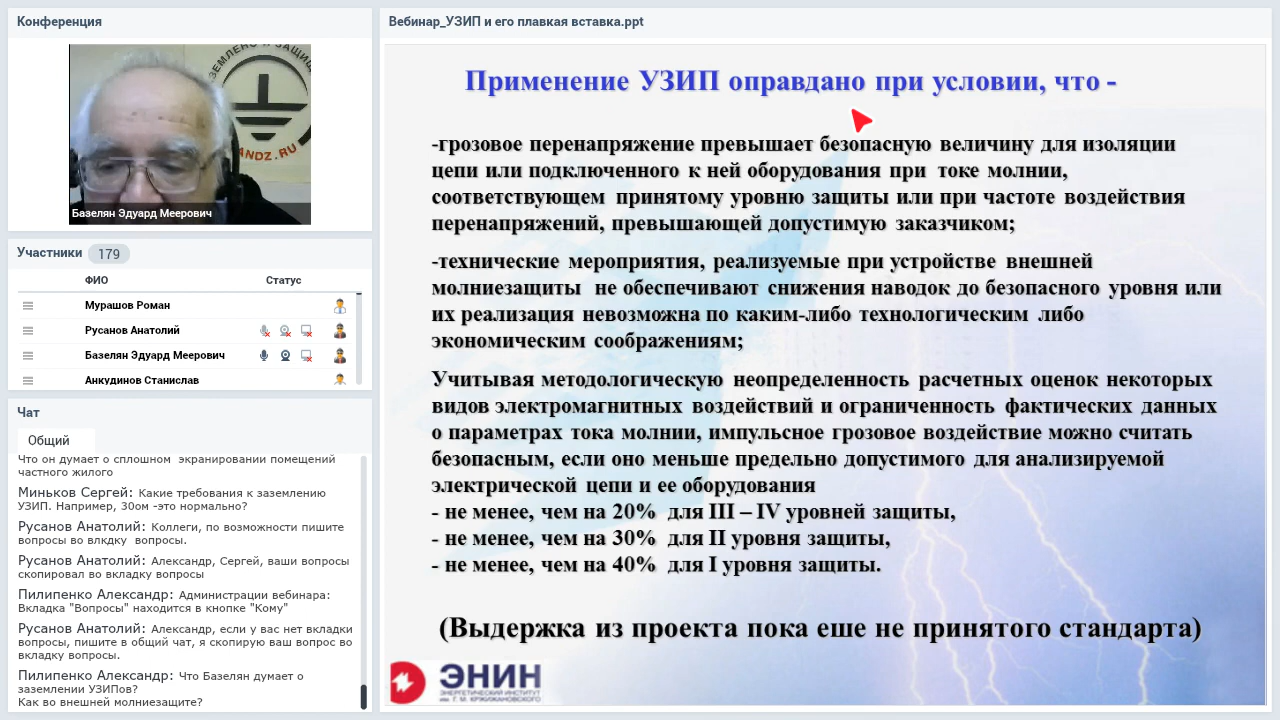 Конференция
ЗАЗЕМЛЕНО И ЗАЩИЩ
ANDZ.RU
Базелян Эдуард Меерович
Участники 179
ФИО Статус
Мурашов Роман
Русанов Анатолий
Базелян Эдуард Меерович
Анкудинов Станислав
Чат
Общий
Что он думает о сплошном экранировании помещений
частного жилого
Миньков Сергей: Какие требования к заземлению
УЗИП. Например, 30ом -это нормально?
Русанов Анатолий: Коллеги, по возможности пишите
вопросы во влкдку вопросы.
Русанов Анатолий: Александр, Сергей, ваши вопросы
скопировал во вкладку вопросы
Пилипенко Александр: Администрации вебинара:
Вкладка "Вопросы" находится в кнопке "Кому"
Русанов Анатолий: Александр, если у вас нет вкладки
вопросы, пишите в общий чат, я скопирую ваш вопрос во
вкладку вопросы.
Пилипенко Александр: Что Базелян думает о
заземлении УЗИПов?
Как во внешней молниезащите?
Вебинар_УЗИП и его плавкая вставка.ppt
Применение УЗИП оправдано при условии, что -
-грозовое перенапряжение превышает безопасную величину для изоляции
цепи или подключенного к ней оборудования при токе молнии,
соответствующем принятому уровню защиты или при частоте воздействия
перенапряжений, превышающей допустимую заказчиком;
-технические мероприятия, реализуемые при устройстве внешней
молниезащиты не обеспечивают снижения наводок до безопасного уровня или
их реализация невозможна по каким-либо технологическим либо
экономическим соображениям;
Учитывая методологическую неопределенность расчетных оценок некоторых
видов электромагнитных воздействий и ограниченность фактических данных
о параметрах тока молнии, импульсное грозовое воздействие можно считать
безопасным, если оно меньше предельно допустимого для анализируемой
электрической цепи и ее оборудования
- не менее, чем на 20% для III – IV уровней защиты,
- не менее, чем на 30% для II уровня защиты,
- не менее, чем на 40% для I уровня защиты.
(Выдержка из проекта пока еше не принятого стандарта)
ЭНИН
ЭНЕРГЕТИЧЕСКИЙ ИНСТИТУТ
им. Г. М. КРЖИЖАНОВСКОГО